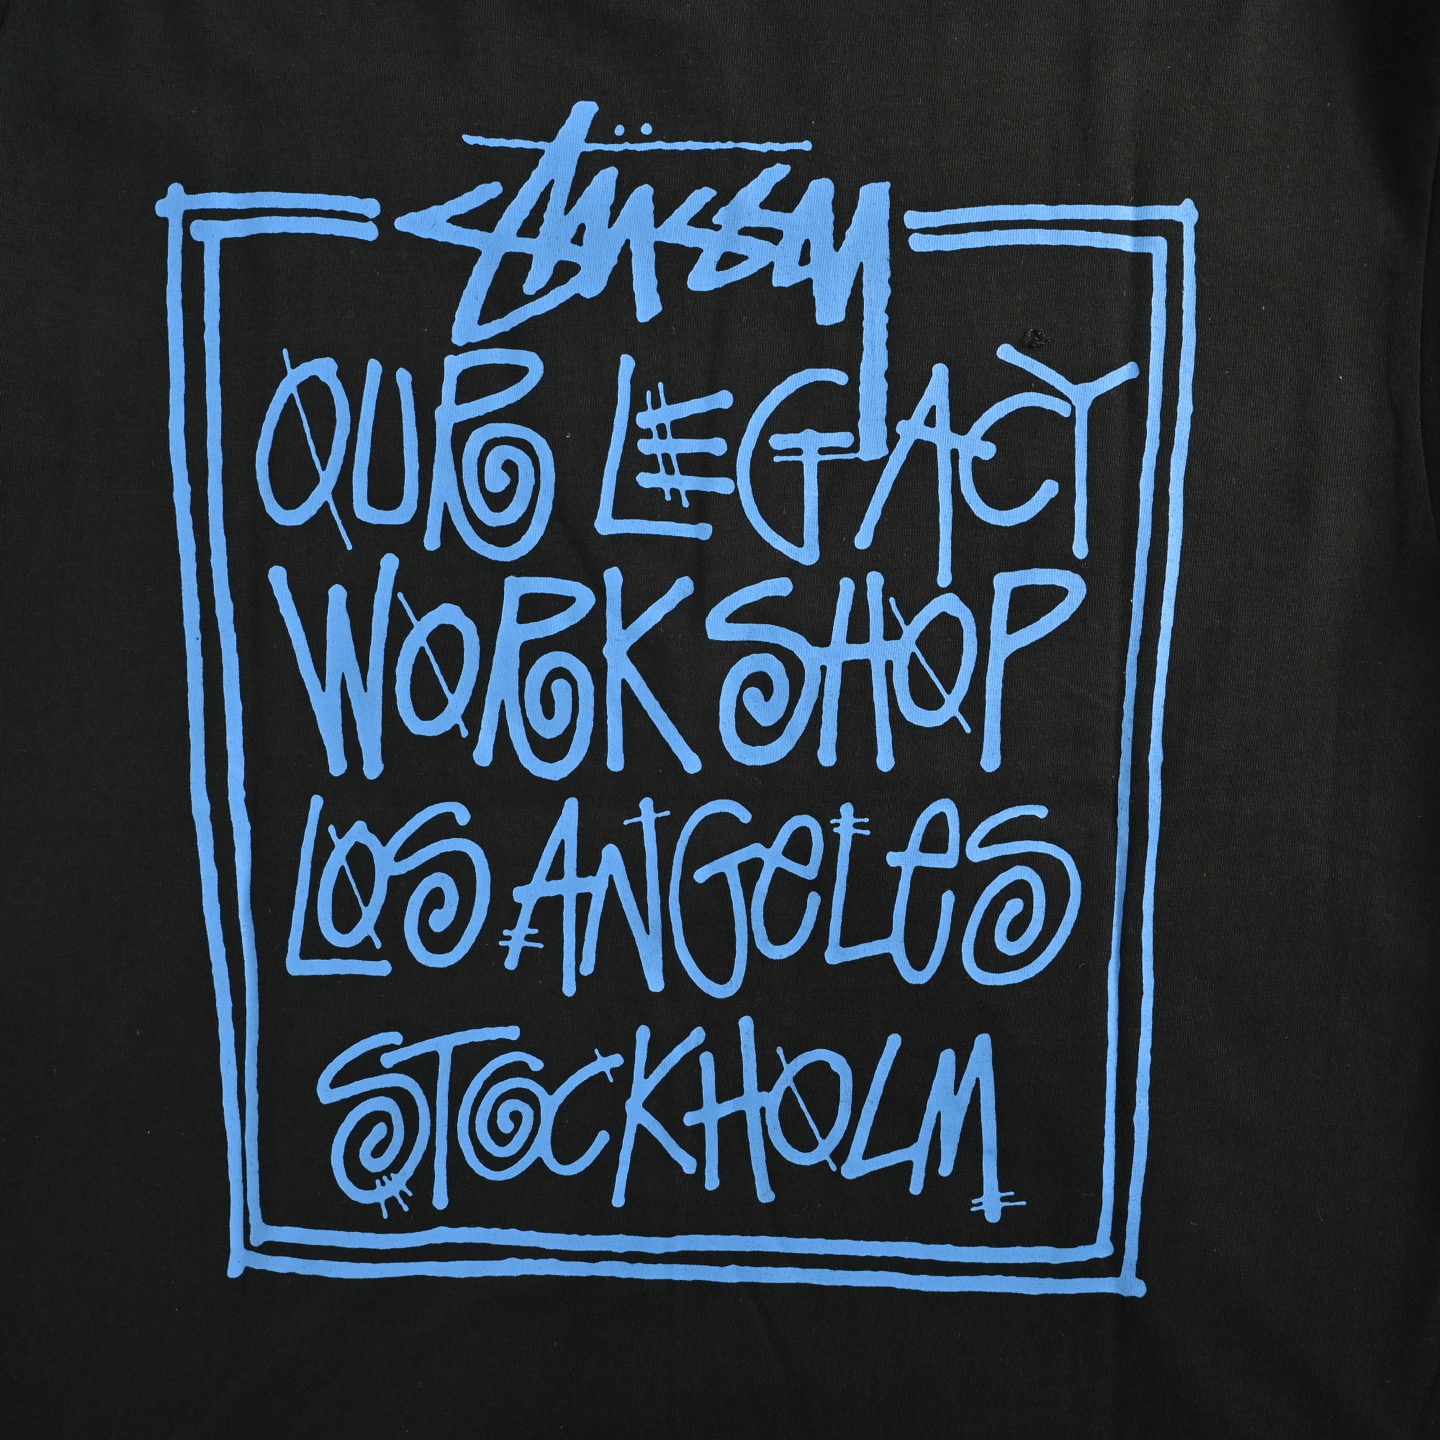 Stüssy
OUR LEGACY
WORK SHOP
LOS ANGeLeS
STOCKHOLM